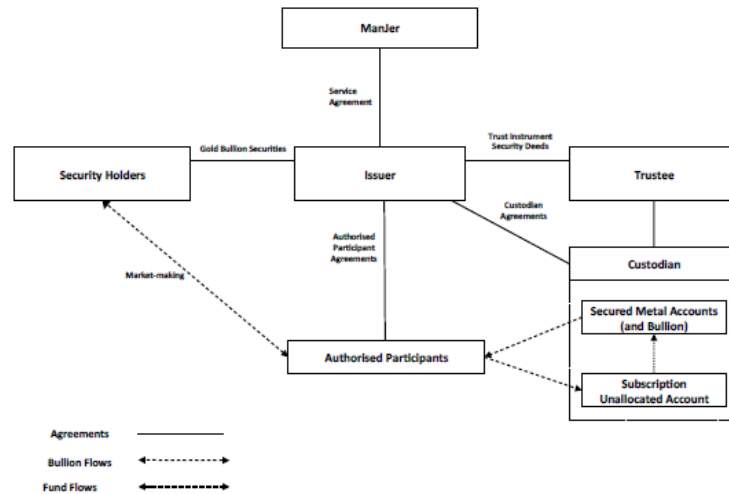 ManJer
Service
Agreement
Gold Bullion Securities
Trust Instrument
Security Deeds
Security Holders
Issuer
Trustee
Custodian
Agreements
Authorised
Participant
Agreements
Custodian
Market-making
Secured Metal Accounts
(and Bullion)
Authorised Participants
Subscription
Unallocated Account
Agreements
Bullion Flows
Fund Flows